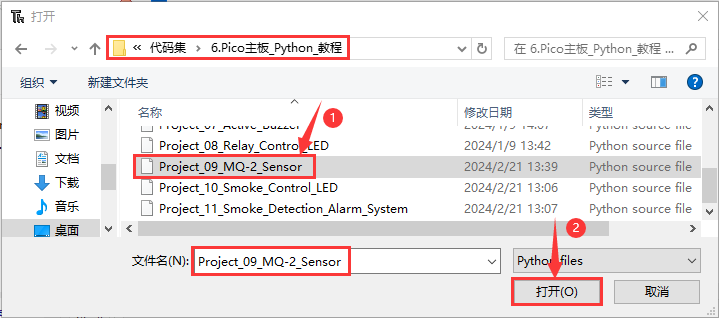 打开
« 代码集 › 6.Pico主板_Python_教程
在 6.Pico主板_Python_教程
组织 新建文件夹
名称 修改日期 类型
视频
Project_07_Active_Buzzer 2024/1/9 14:07 Python source file
图片
Project_08_Relay_Control_LED 2024/1/9 13:42 Python source file
1
文档
Project_09_MQ-2_Sensor 2024/2/21 13:39 Python source file
下载
Project_10_Smoke_Control_LED 2024/2/21 13:06 Python source file
音乐
Project_11_Smoke_Detection_Alarm_System 2024/2/21 13:07 Python source file
桌面
2
文件名(N): Project_09_MQ-2_Sensor Python files
打开(O) 取消